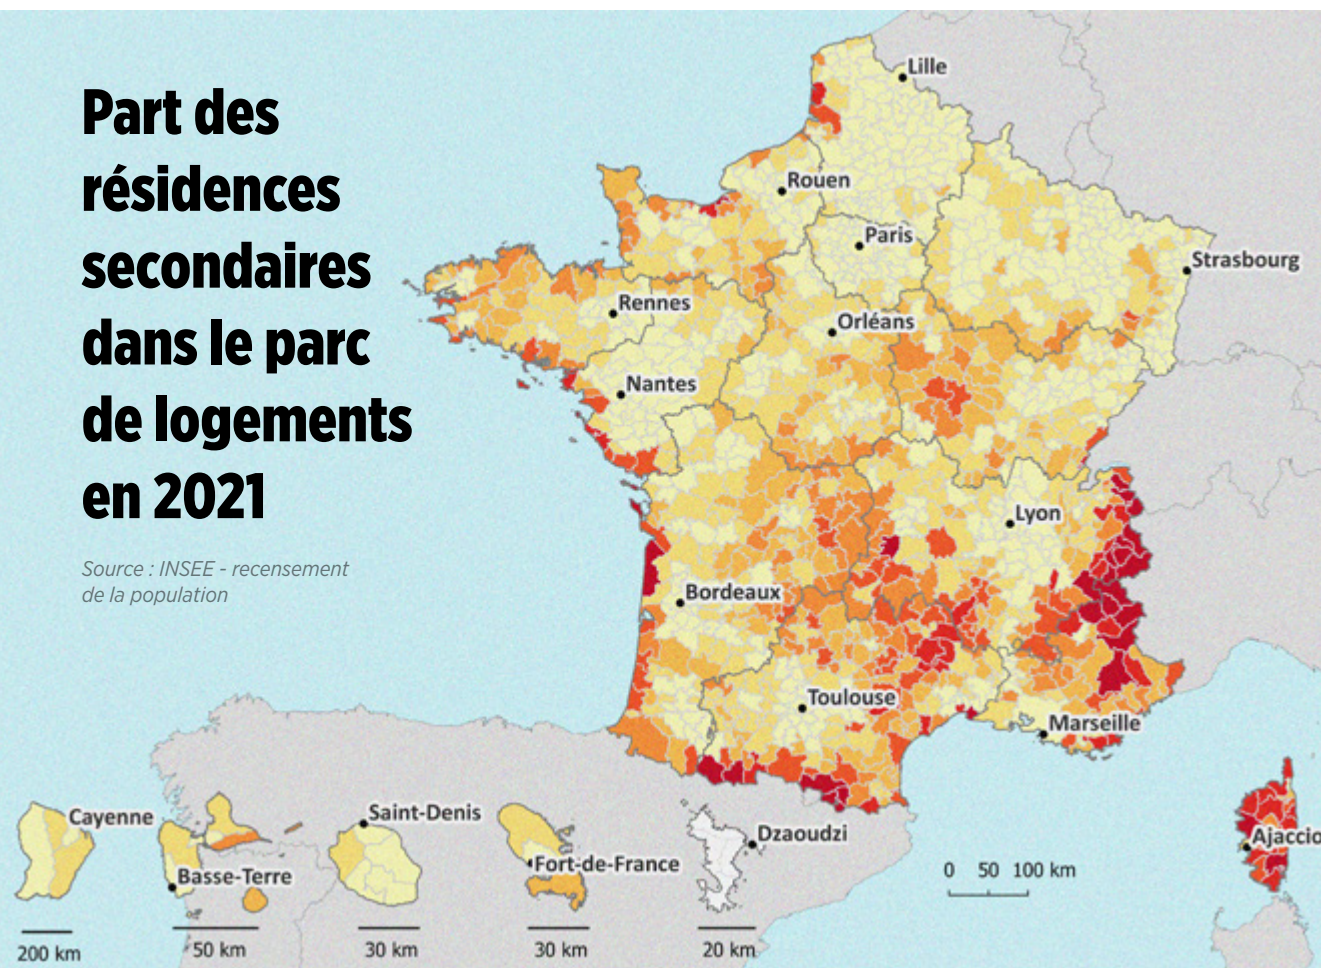 Part des
résidences
secondaires
dans le parc
de logements
en 2021
Source : INSEE - recensement
de la population
Lille
Rouen
Paris
Strasbourg
Rennes
Orléans
Nantes
Lyon
Bordeaux
Toulouse
Marseille
Ajaccio
Cayenne
Basse-Terre
Saint-Denis
Fort-de-France
Dzaoudzi
0 50 100 km
200 km
50 km
30 km
30 km
20 km